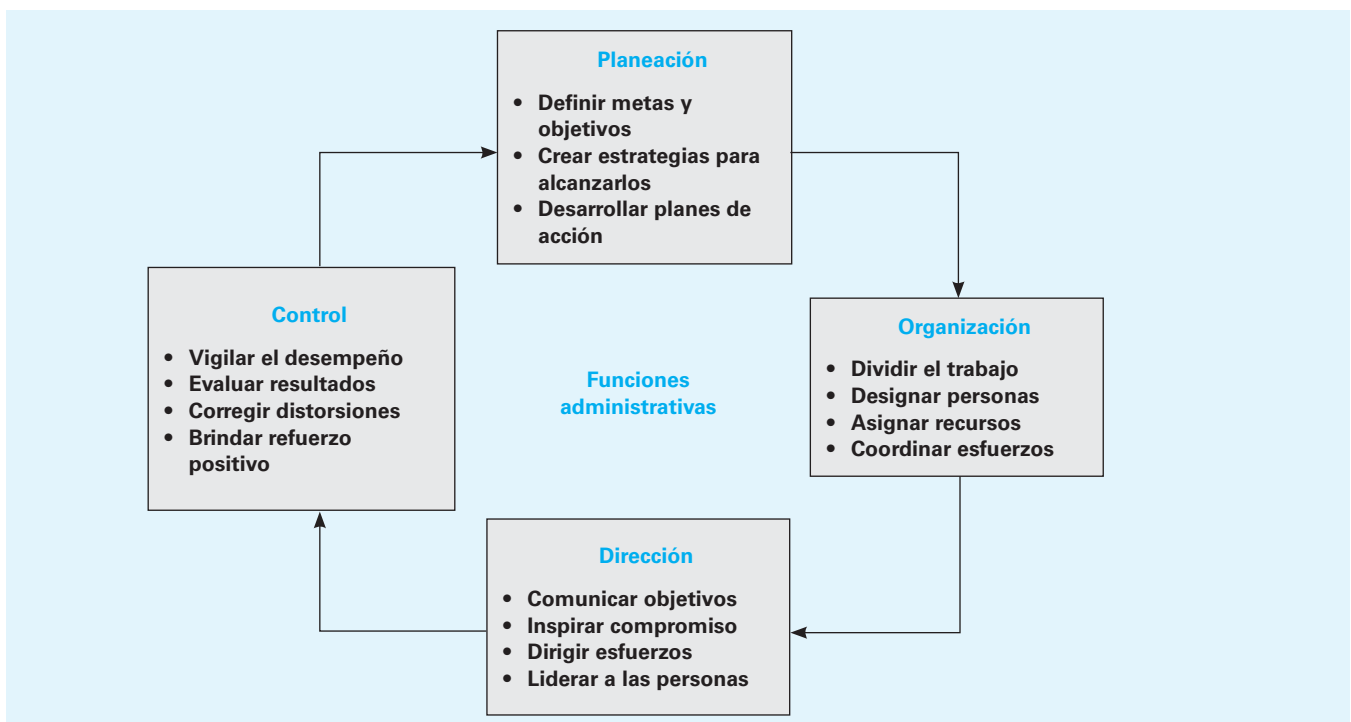 Planeación
• Definir metas y
objetivos
• Crear estrategias para
alcanzarlos
• Desarrollar planes de
acción
Control
• Vigilar el desempeño
• Evaluar resultados
• Corregir distorsiones
• Brindar refuerzo
positivo
Funciones
administrativas
Organización
• Dividir el trabajo
• Designar personas
• Asignar recursos
• Coordinar esfuerzos
Dirección
• Comunicar objetivos
• Inspirar compromiso
• Dirigir esfuerzos
• Liderar a las personas